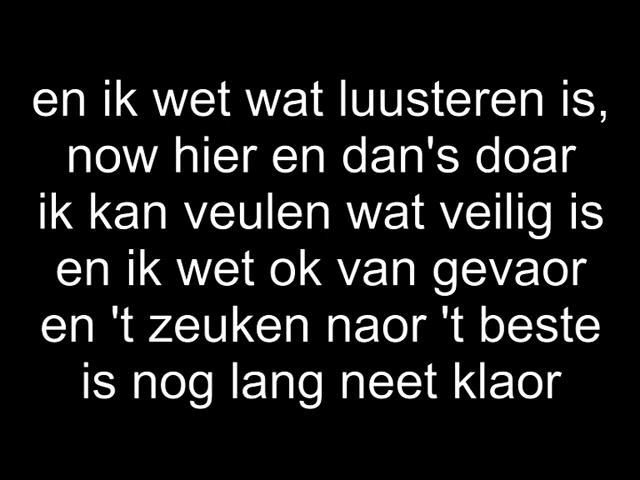 en ik wet wat luusteren is,
now hier en dan's doar
ik kan veulen wat veilig is
en ik wet ok van gevaor
en 't zeuken naor 't beste
is nog lang neet klaor